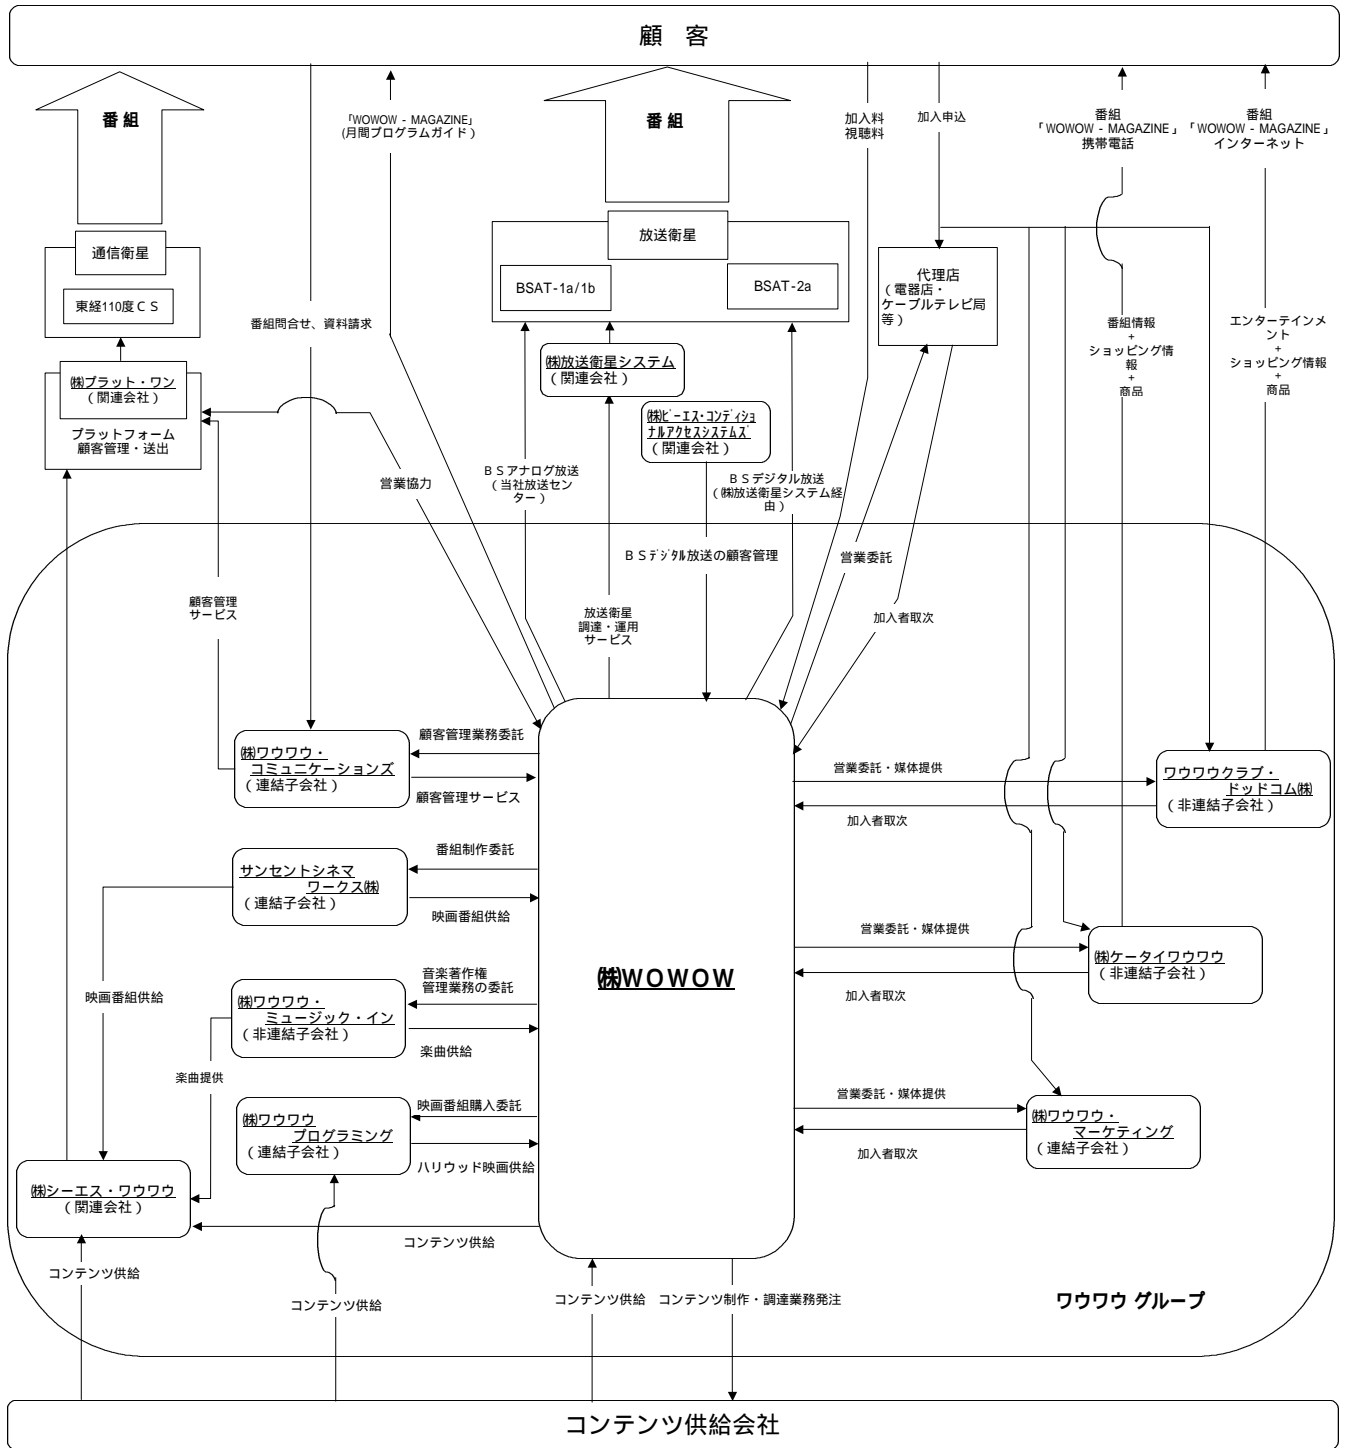 顧 客
番 組
「WOWOW - MAGAZINE」
(月間プログラムガイド)
番 組
加入料
視聴料
加入申込
番組
「WOWOW - MAGAZINE」
携帯電話
番組
「WOWOW - MAGAZINE」
インターネット
通信衛星
東経110度ＣＳ
放送衛星
BSAT-1a/1b
BSAT-2a
代理店
（電器店・
ケーブルテレビ局
等）
番組問合せ、資料請求
番組情報
+
ショッピング情
報
+
商品
エンターテインメ
ント
+
ショッピング情報
+
商品
㈱プラット・ワン
（関連会社）
プラットフォーム
顧客管理・送出
㈱放送衛星システム
（関連会社）
㈱ﾋﾞｰｴｽ･ｺﾝﾃﾞｨｼｮ
ﾅﾙｱｸｾｽｼｽﾃﾑｽﾞ
（関連会社）
営業協力
ＢＳアナログ放送
（当社放送セン
ター）
ＢＳデジタル放送
（㈱放送衛星システム経
由）
ＢＳﾃﾞｼﾞﾀﾙ放送の顧客管理
営業委託
顧客管理
サービス
放送衛星
調達・運用
サービス
加入者取次
㈱ワウワウ・
コミュニケーションズ
（連結子会社）
顧客管理業務委託
顧客管理サービス
営業委託・媒体提供
加入者取次
ワウワウクラブ・
ドッドコム㈱
（非連結子会社）
サンセントシネマ
ワークス㈱
（連結子会社）
番組制作委託
映画番組供給
㈱WOWOW
営業委託・媒体提供
加入者取次
㈱ケータイワウワウ
（非連結子会社）
映画番組供給
㈱ワウワウ・
ミュージック・イン
（非連結子会社）
音楽著作権
管理業務の委託
楽曲供給
楽曲提供
㈱ワウワウ
プログラミング
（連結子会社）
映画番組購入委託
ハリウッド映画供給
営業委託・媒体提供
加入者取次
㈱ワウワウ・
マーケティング
（連結子会社）
㈱シーエス・ワウワウ
（関連会社）
コンテンツ供給
コンテンツ供給
コンテンツ供給
コンテンツ供給
コンテンツ制作・調達業務発注
ワウワウ グループ
コンテンツ供給会社